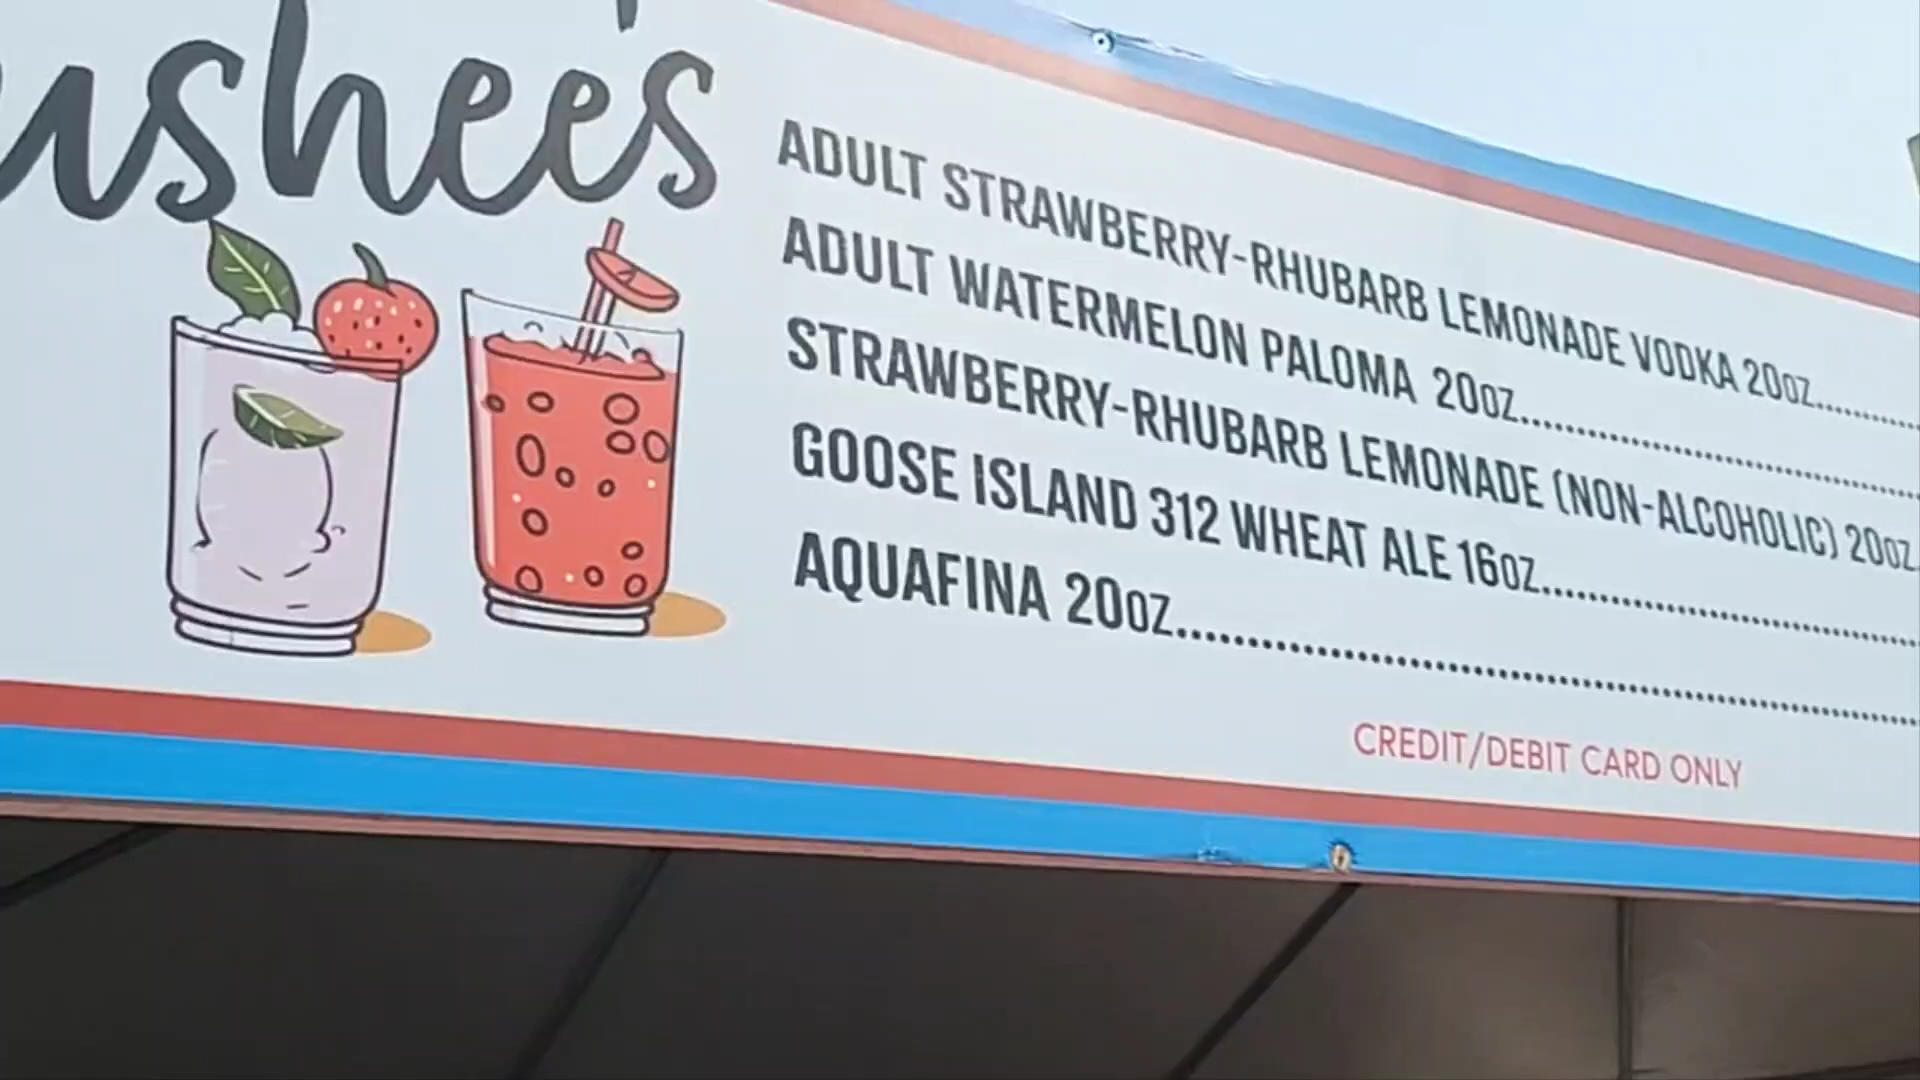 ADULT STRAWBERRY-RHUBARB LEMONADE VODKA 20OZ..........
ADULT WATERMELON PALOMA 20OZ..............................
STRAWBERRY-RHUBARB LEMONADE (NON-ALCOHOLIC) 20OZ.
GOOSE ISLAND 312 WHEAT ALE 16OZ..............................
AQUAFINA 20OZ............................................................
CREDIT/DEBIT CARD ONLY